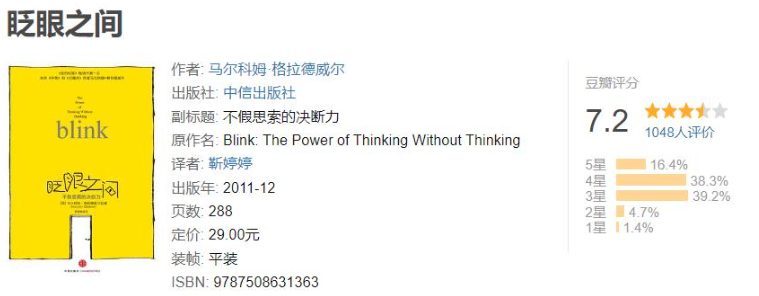 眨眼之间
The
Power of
Thinking Without
Thinking
blink
眨眼之间
不假思索的决断力
作者: 马尔科姆·格拉德威尔
出版社: 中信出版社
副标题: 不假思索的决断力
原作名: Blink: The Power of Thinking Without Thinking
译者: 靳婷婷
出版年: 2011-12
页数: 288
定价: 29.00元
装帧: 平装
ISBN: 9787508631363
豆瓣评分
7.2
1048人评价
5星 16.4%
4星 38.3%
3星 39.2%
2星 4.7%
1星 1.4%